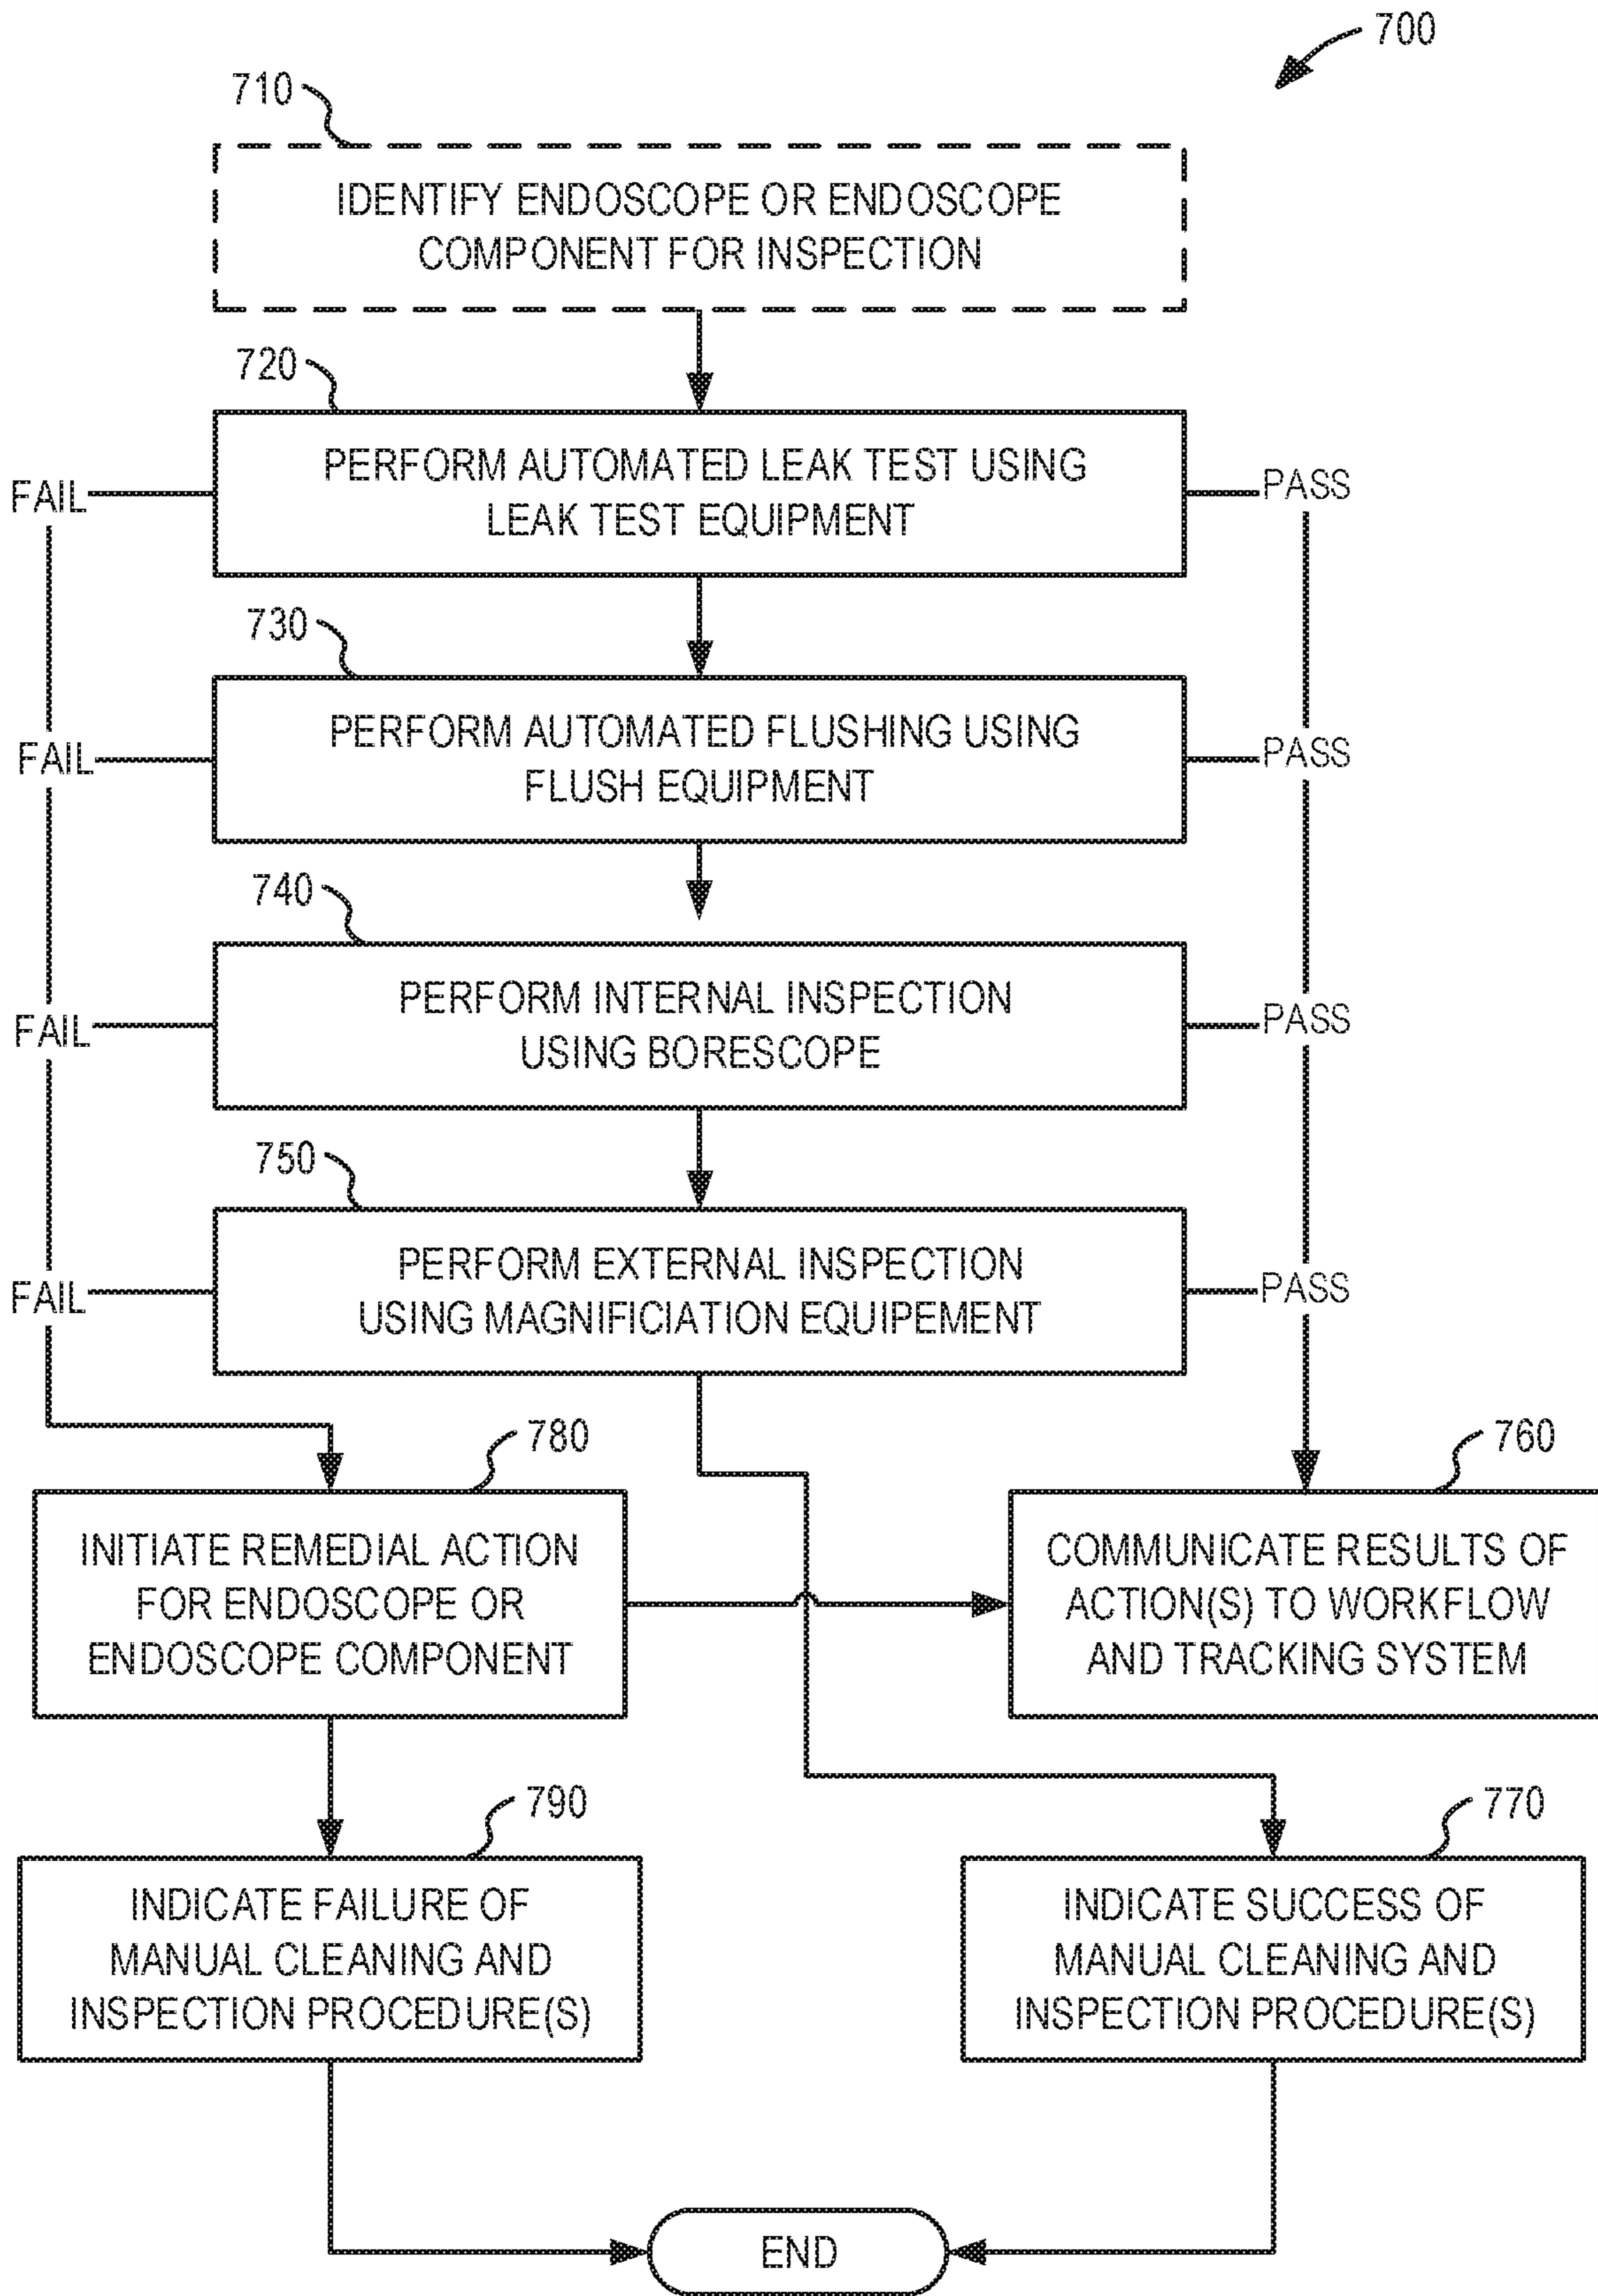 700
710
IDENTIFY ENDOSCOPE OR ENDOSCOPE
COMPONENT FOR INSPECTION
720
FAIL
PERFORM AUTOMATED LEAK TEST USING
LEAK TEST EQUIPMENT
PASS
730
FAIL
PERFORM AUTOMATED FLUSHING USING
FLUSH EQUIPMENT
PASS
740
FAIL
PERFORM INTERNAL INSPECTION
USING BORESCOPE
PASS
750
FAIL
PERFORM EXTERNAL INSPECTION
USING MAGNIFICIATION EQUIPEMENT
PASS
780
INITIATE REMEDIAL ACTION
FOR ENDOSCOPE OR
ENDOSCOPE COMPONENT
760
COMMUNICATE RESULTS OF
ACTION(S) TO WORKFLOW
AND TRACKING SYSTEM
790
INDICATE FAILURE OF
MANUAL CLEANING AND
INSPECTION PROCEDURE(S)
770
INDICATE SUCCESS OF
MANUAL CLEANING AND
INSPECTION PROCEDURE(S)
END